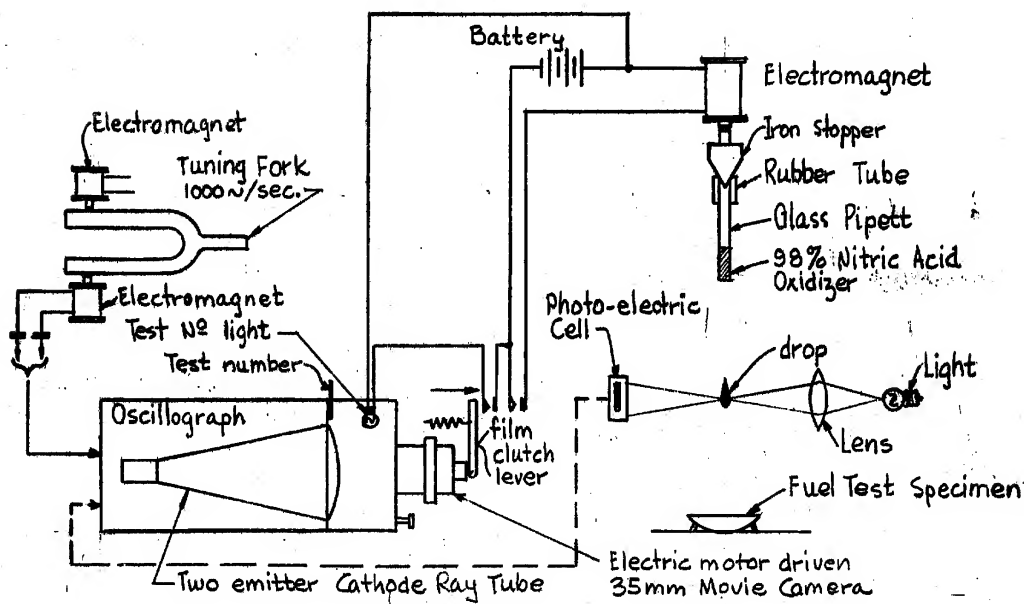 Battery
Electromagnet
Electromagnet
Iron Stopper
Tuning Fork
1000~/sec.
Rubber Tube
Glass Pipett
98% Nitric Acid
Oxidizer
Electromagnet
Photo-electric
Cell
Test Nº light
drop
Test number
Light
Oscillograph
film
clutch
lever
Lens
Fuel Test Specimen
Two emitter Cathode Ray Tube
Electric motor driven
35mm Movie Camera